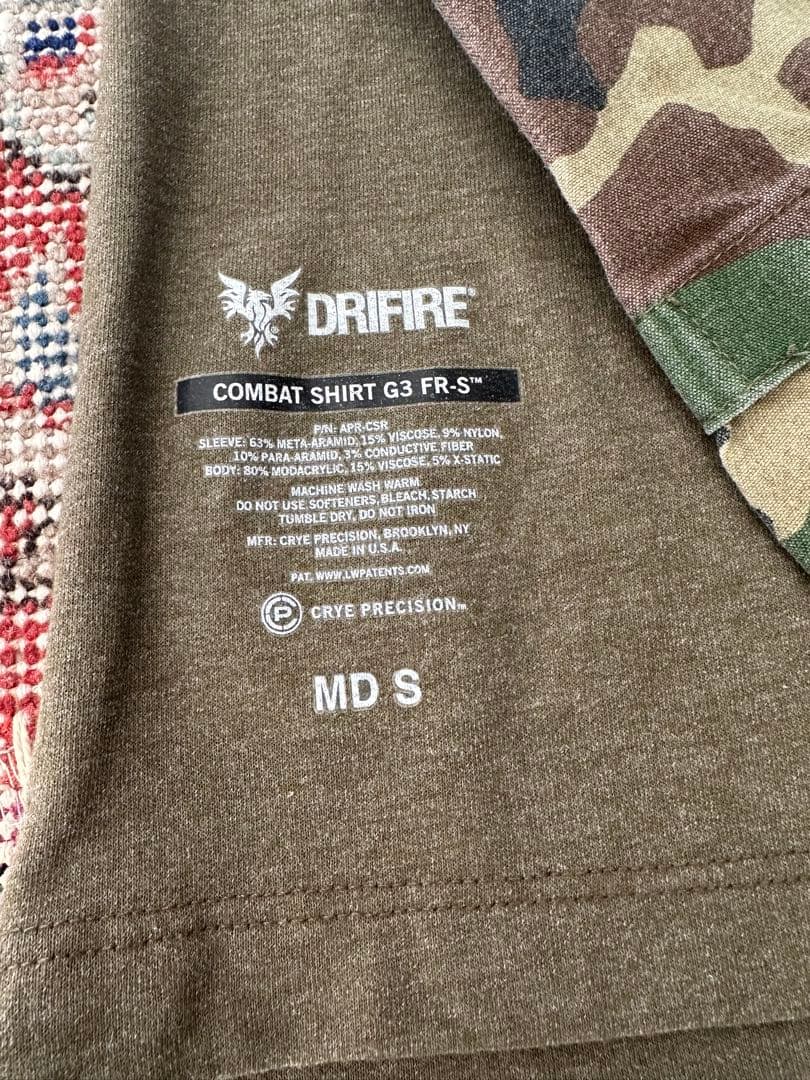 DRIFIRE®
COMBAT SHIRT G3 FR-S™
P/N: APR-CSR
SLEEVE: 63% META-ARAMID, 15% VISCOSE, 9% NYLON,
10% PARA-ARAMID, 3% CONDUCTIVE FIBER
BODY: 80% MODACRYLIC, 15% VISCOSE, 5% X-STATIC
MACHINE WASH WARM
DO NOT USE SOFTENERS, BLEACH, STARCH
TUMBLE DRY, DO NOT IRON
MFR: CRYE PRECISION, BROOKLYN, NY
MADE IN U.S.A.
PAT. WWW.LWPATENTS.COM
CRYE PRECISION™
MD S